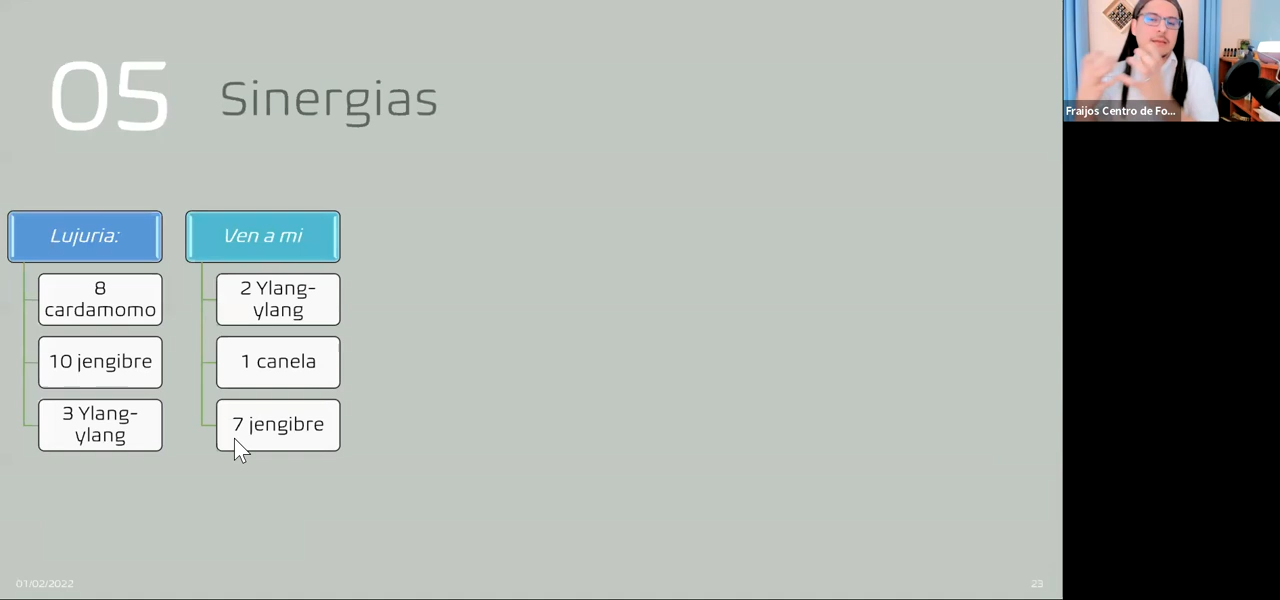 05 Sinergias
Fraijos Centro de Fo...
Lujuria:
8
cardamomo
10 jengibre
3 Ylang-
ylang
Ven a mi
2 Ylang-
ylang
1 canela
7 jengibre
01/02/2022
23